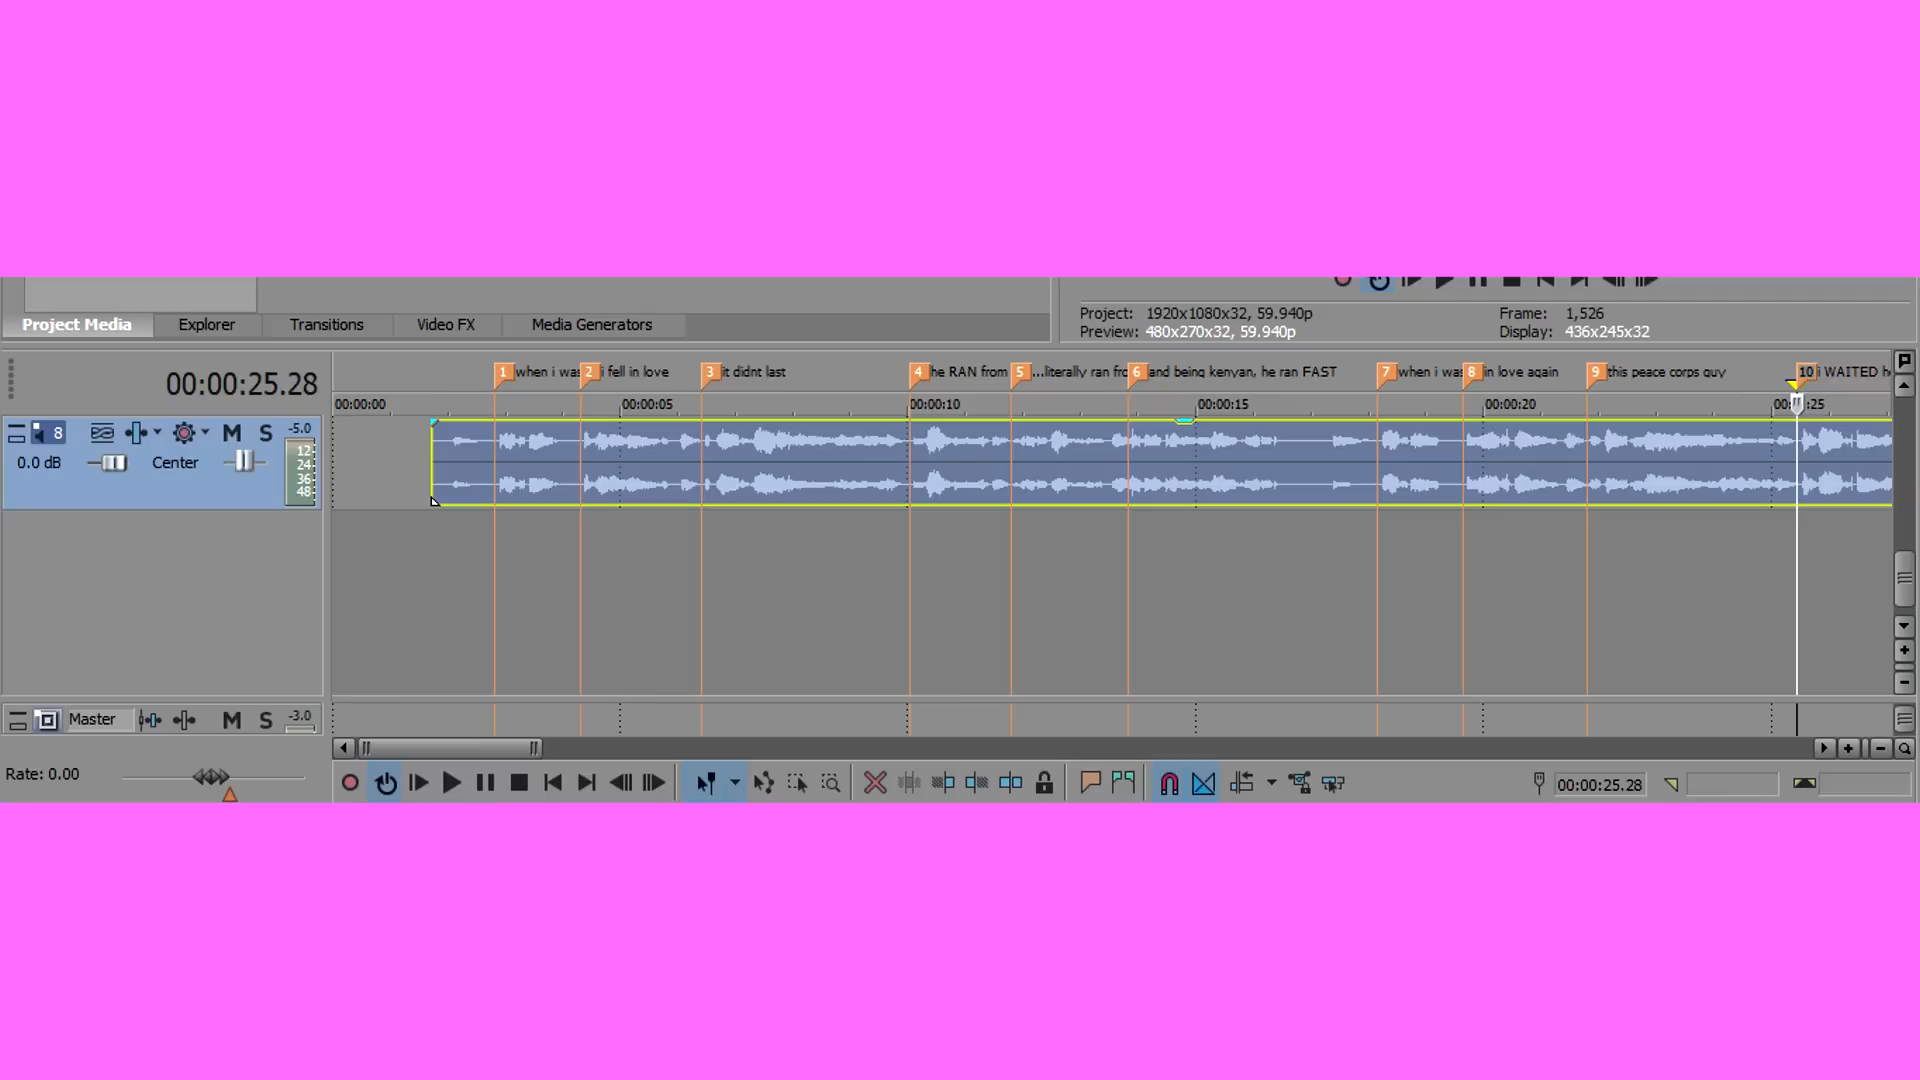 Project Media
Explorer
Transitions
Video FX
Media Generators
Project: 1920x1080x32, 59.940p
Frame: 1,526
Preview: 480x270x32, 59.940p
Display: 436x245x32
00:00:25.28
1 when i was
2 i fell in love
3 it didnt last
4 he RAN from
5 ...literally ran fro
6 and being kenyan, he ran FAST
7 when i was
8 in love again
9 this peace corps guy
10 i WAITED h
00:00:00
00:00:05
00:00:10
00:00:15
00:00:20
00: :25
8
M S
-5.0
0.0 dB
Center
12
24
36
48
Master
M S
-3.0
Rate: 0.00
00:00:25.28